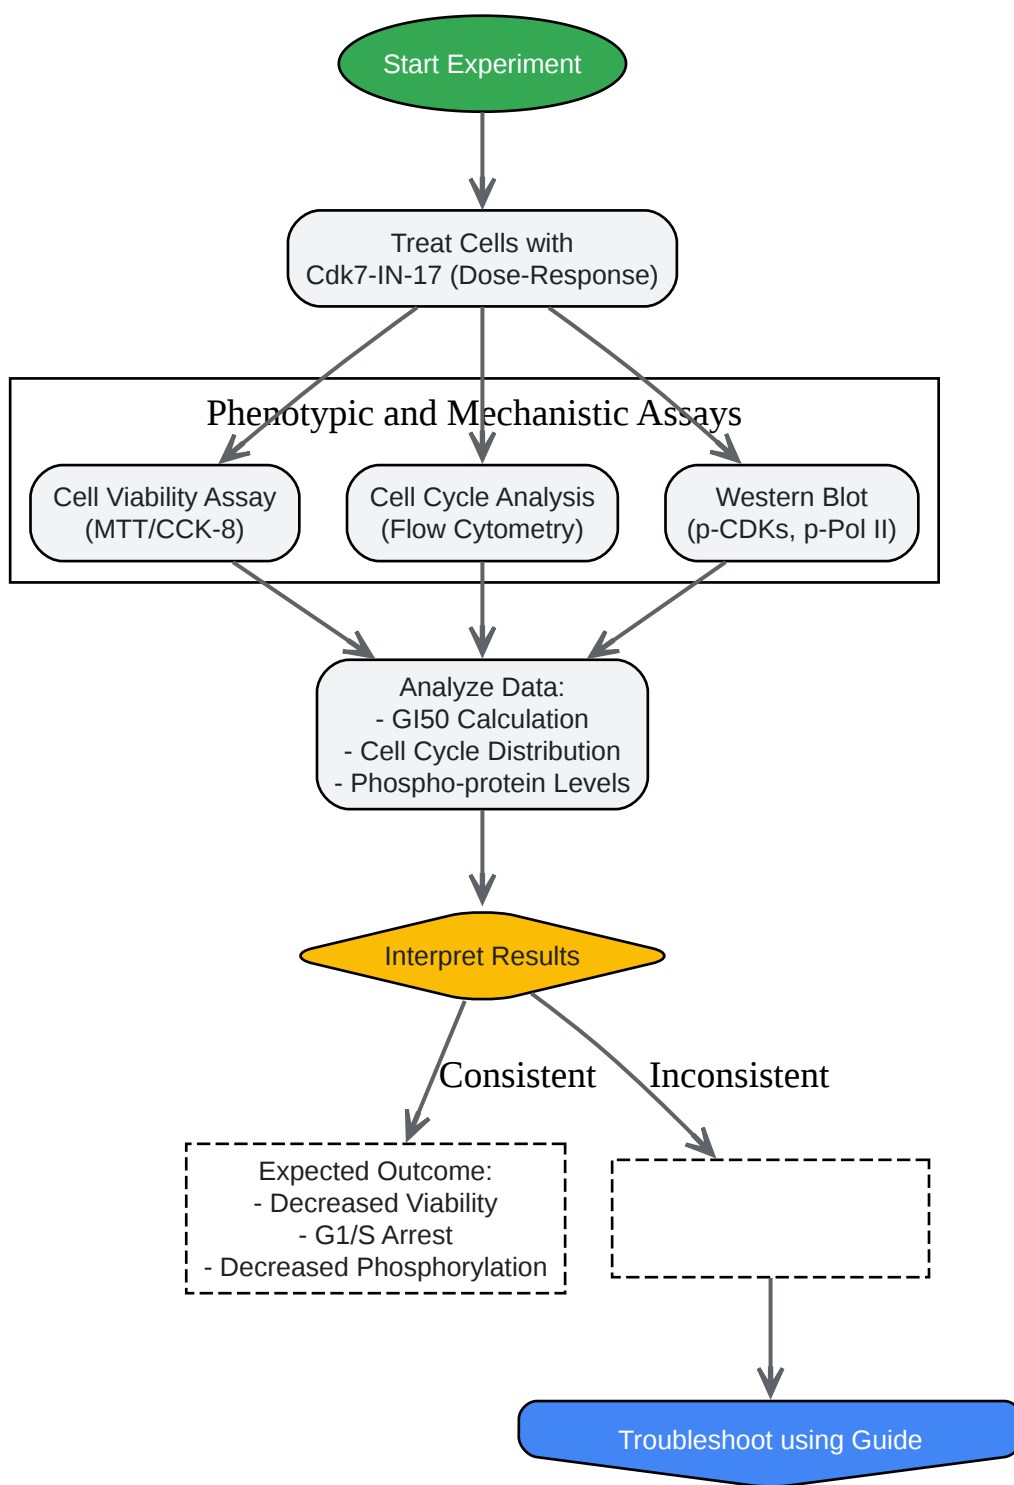 Start Experiment
Treat Cells with
Cdk7-IN-17 (Dose-Response)
Phenotypic and Mechanistic Assays
Cell Viability Assay
(MTT/CCK-8)
Cell Cycle Analysis
(Flow Cytometry)
Western Blot
(p-CDKs, p-Pol II)
Analyze Data:
- GI50 Calculation
- Cell Cycle Distribution
- Phospho-protein Levels
Interpret Results
Consistent
Inconsistent
Expected Outcome:
- Decreased Viability
- G1/S Arrest
- Decreased Phosphorylation
Troubleshoot using Guide